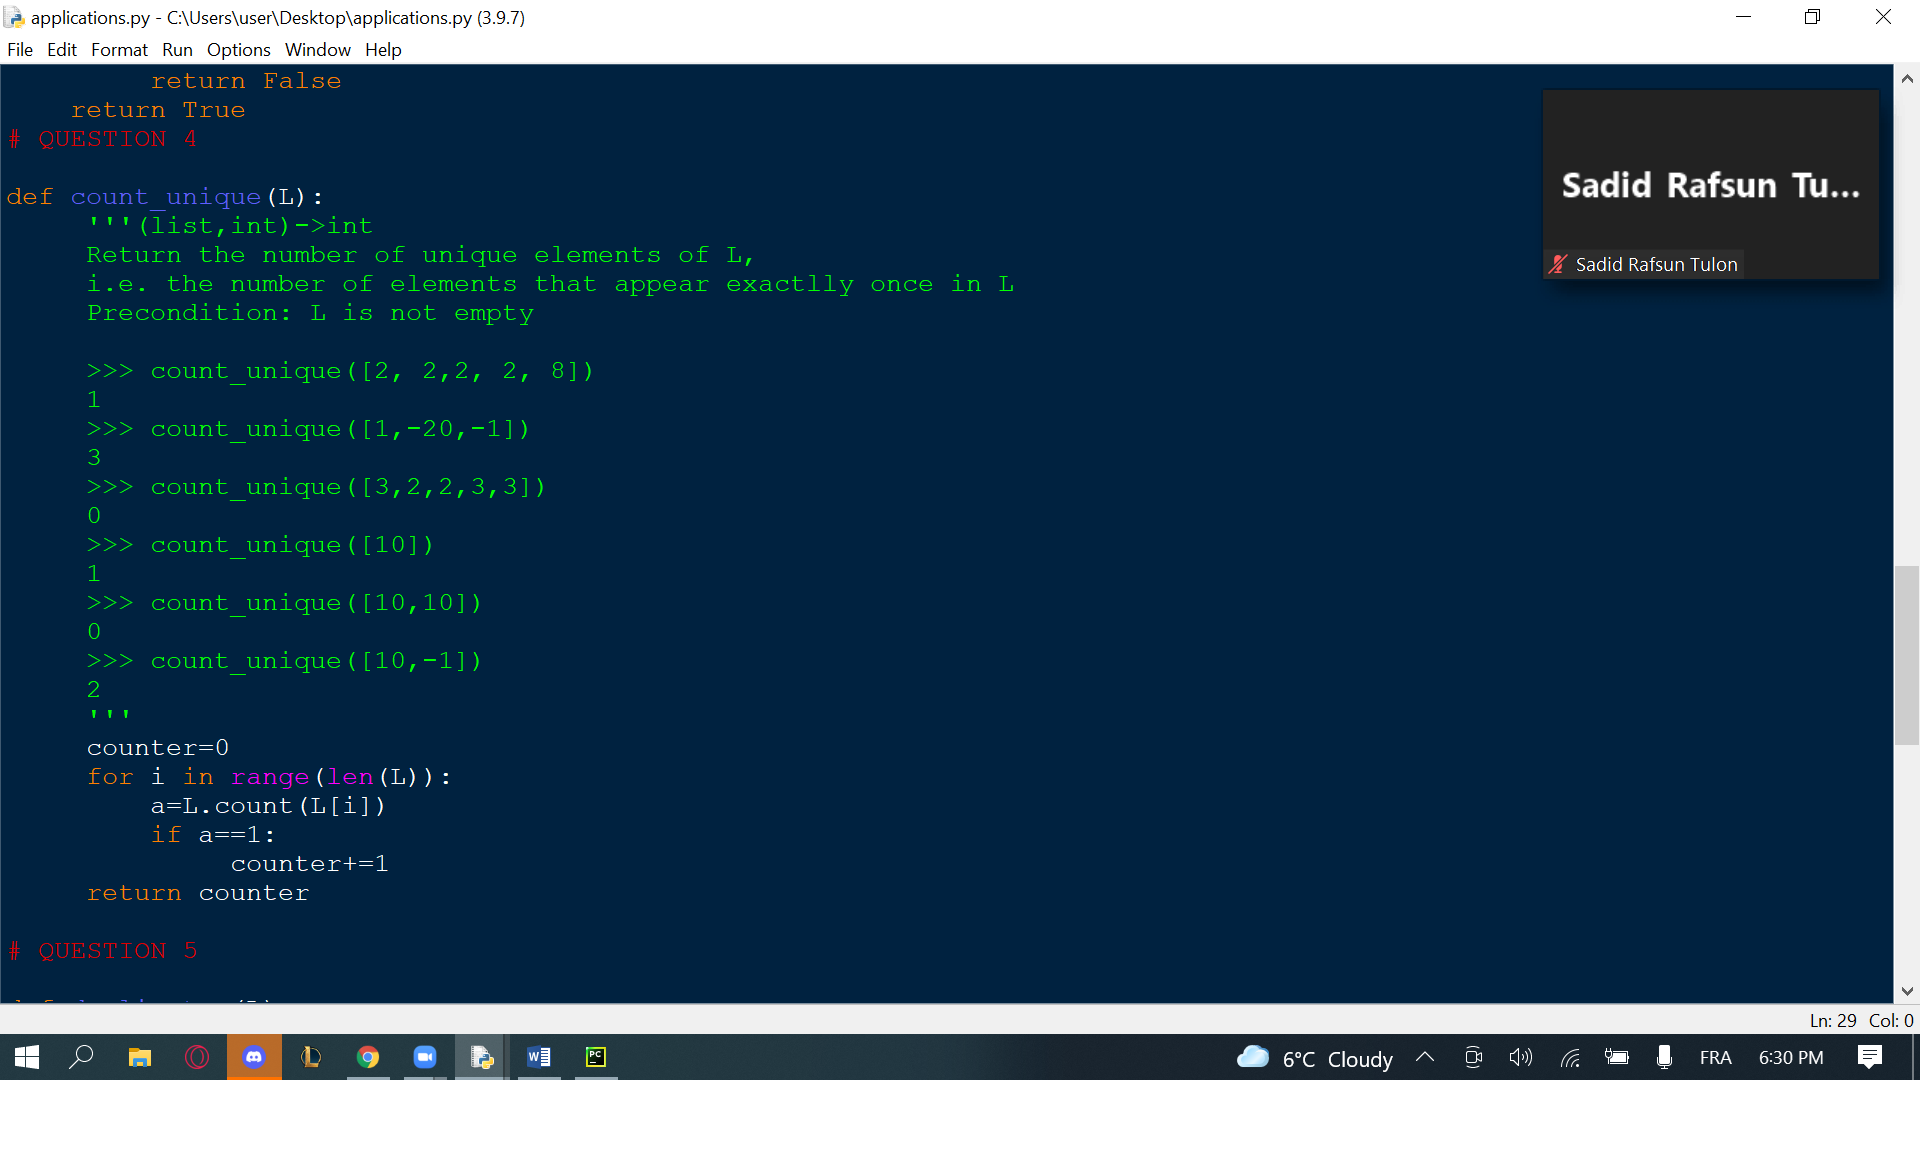 applications.py - C:\Users\user\Desktop\applications.py (3.9.7)
File Edit Format Run Options Window Help
return False
return True
# QUESTION 4
def count_unique(L):
'''(list,int)->int
Return the number of unique elements of L,
i.e. the number of elements that appear exactlly once in L
Precondition: L is not empty
>>> count_unique([2, 2,2, 2, 8])
1
>>> count_unique([1,-20,-1])
3
>>> count_unique([3,2,2,3,3])
0
>>> count_unique([10])
1
>>> count_unique([10,10])
0
>>> count_unique([10,-1])
2
'''
counter=0
for i in range(len(L)):
a=L.count(L[i])
if a==1:
counter+=1
return counter
# QUESTION 5
Sadid Rafsun Tu...
Sadid Rafsun Tulon
Ln: 29 Col: 0
W
PC
6°C Cloudy
FRA
6:30 PM